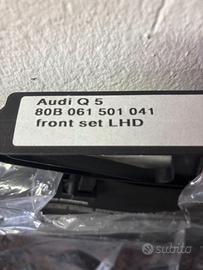 Audi Q 5
80B 061 501 041
front set LHD
subito